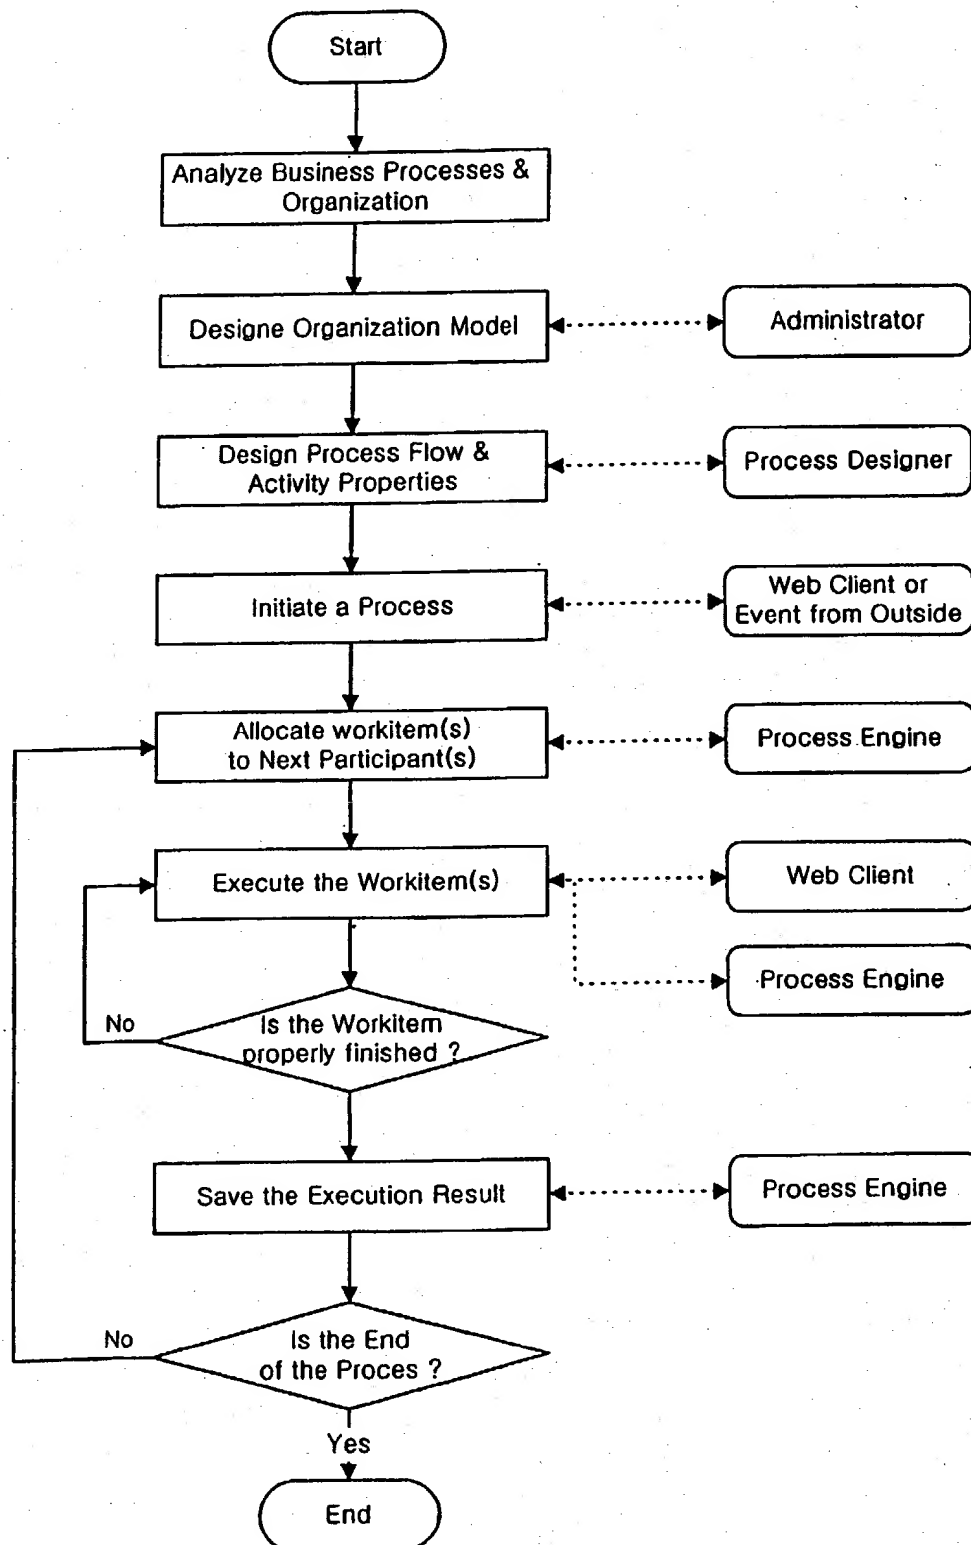 Start
Analyze Business Processes &
Organization
Designe Organization Model
Administrator
Design Process Flow &
Activity Properties
Process Designer
Initiate a Process
Web Client or
Event from Outside
Allocate workitem(s)
to Next Participant(s)
Process Engine
Execute the Workitem(s)
Web Client
Process Engine
No
Is the Workitem
properly finished ?
Save the Execution Result
Process Engine
No
Is the End
of the Proces ?
Yes
End